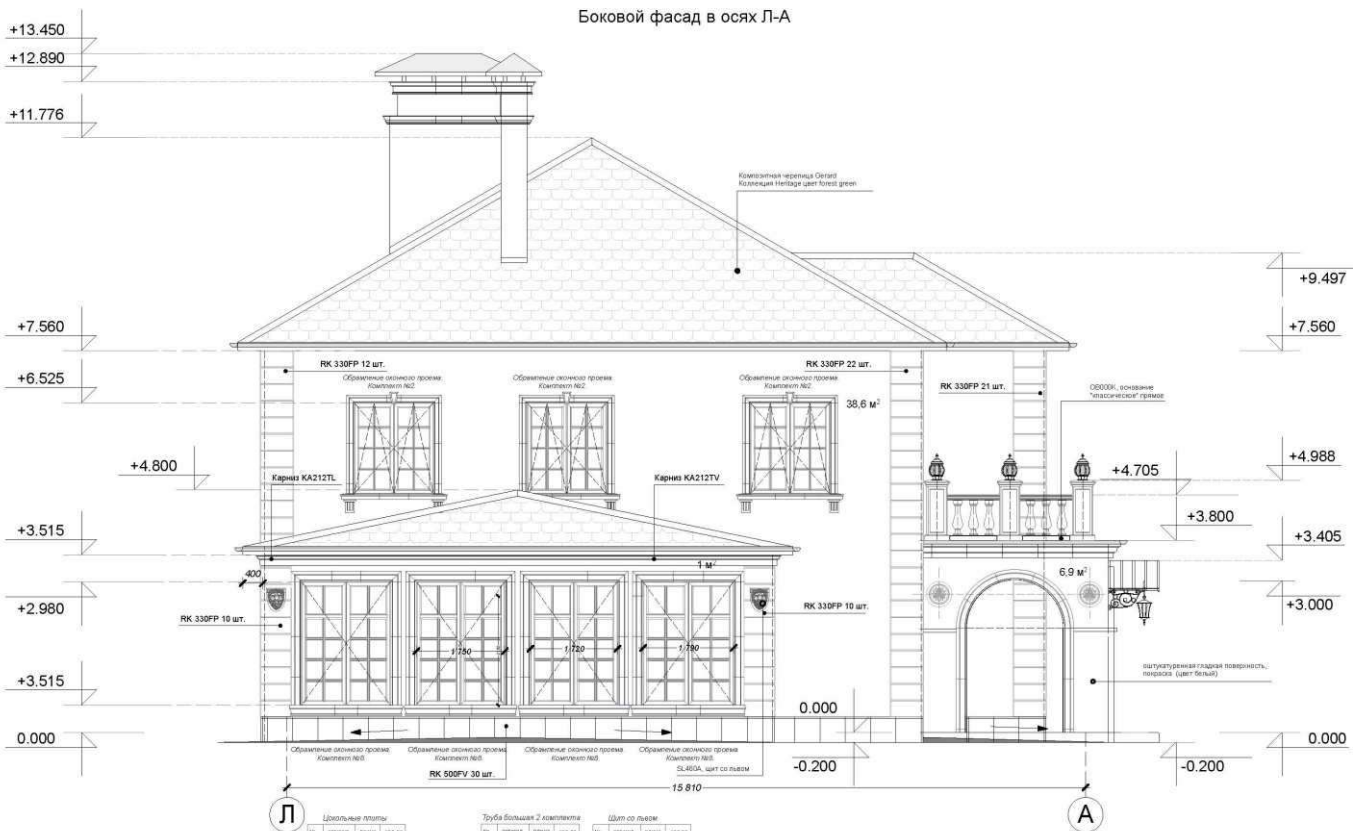 Боковой фасад в осях Л-А
+13.450
+12.890
+11.776
Композитная черепица Gerard
Коллекция Heritage цвет forest green
+9.497
+7.560
+7.560
RK 330FP 12 шт.
RK 330FP 22 шт.
+6.525
Обрамление оконного проема
Комплект №2
Обрамление оконного проема
Комплект №2
Обрамление оконного проема
Комплект №2
RK 330FP 21 шт.
основание
"классическое" прямое
38,6 м²
+4.800
Карниз KA212TL
Карниз KA212TV
+4.988
+4.705
+3.800
+3.515
+3.405
400
1 м²
6,9 м²
+2.980
+3.000
RK 330FP 10 шт.
RK 330FP 10 шт.
1 750
1 720
1 790
+3.515
оштукатуренная гладкая поверхность,
покраска (цвет белый)
0.000
0.000
0.000
Обрамление оконного проема
Комплект №8
Обрамление оконного проема
Комплект №8
Обрамление оконного проема
Комплект №8
Обрамление оконного проема
Комплект №8
RK 500FV 30 шт.
SL460A, щит со львом
-0.200
-0.200
15 810
Л
А
Цокольные плиты
Труба большая 2 комплекта
Щит со львом